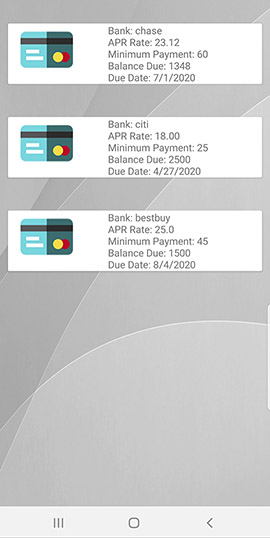 Bank: chase
APR Rate: 23.12
Minimum Payment: 60
Balance Due: 1348
Due Date: 7/1/2020
Bank: citi
APR Rate: 18.00
Minimum Payment: 25
Balance Due: 2500
Due Date: 4/27/2020
Bank: bestbuy
APR Rate: 25.0
Minimum Payment: 45
Balance Due: 1500
Due Date: 8/4/2020